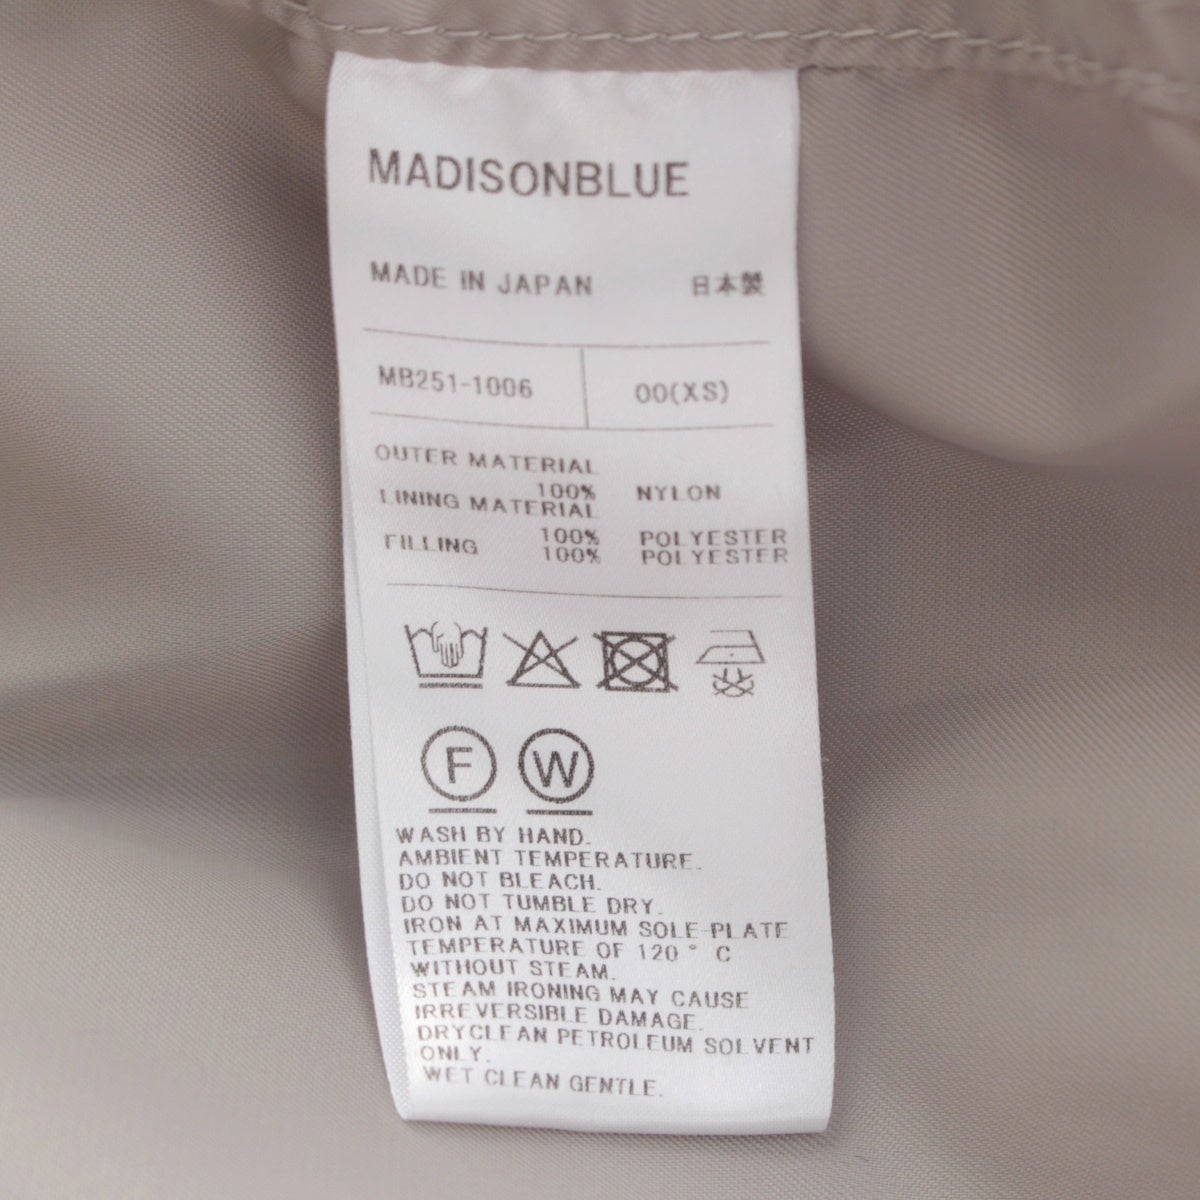 MADISONBLUE
MADE IN JAPAN 日本製
MB251-1006 00(XS)
OUTER MATERIAL
100% NYLON
LINING MATERIAL
100% POLYESTER
FILLING 100% POLYESTER
F W
WASH BY HAND.
AMBIENT TEMPERATURE.
DO NOT BLEACH.
DO NOT TUMBLE DRY.
IRON AT MAXIMUM SOLE-PLATE
TEMPERATURE OF 120° C
WITHOUT STEAM.
STEAM IRONING MAY CAUSE
IRREVERSIBLE DAMAGE.
DRYCLEAN PETROLEUM SOLVENT
ONLY.
WET CLEAN GENTLE.